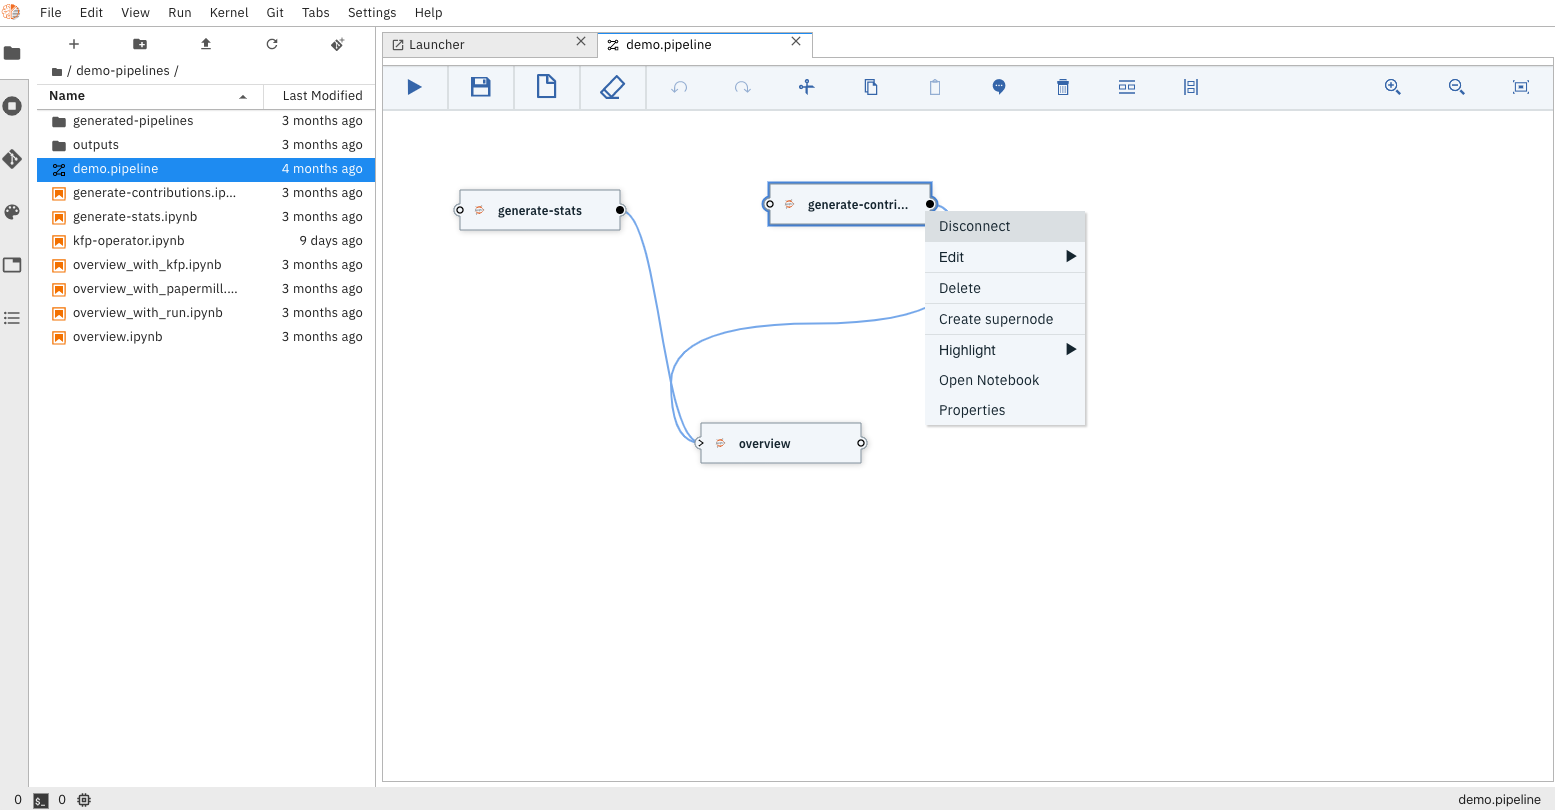 File Edit View Run Kernel Git Tabs Settings Help
Launcher
demo.pipeline
/ demo-pipelines /
Name Last Modified
generated-pipelines 3 months ago
outputs 3 months ago
demo.pipeline 4 months ago
generate-contributions.ip... 3 months ago
generate-stats.ipynb 3 months ago
kfp-operator.ipynb 9 days ago
overview_with_kfp.ipynb 3 months ago
overview_with_papermill.... 3 months ago
overview_with_run.ipynb 3 months ago
overview.ipynb 3 months ago
generate-stats
generate-contri...
overview
Disconnect
Edit
Delete
Create supernode
Highlight
Open Notebook
Properties
0 $_ 0 demo.pipeline